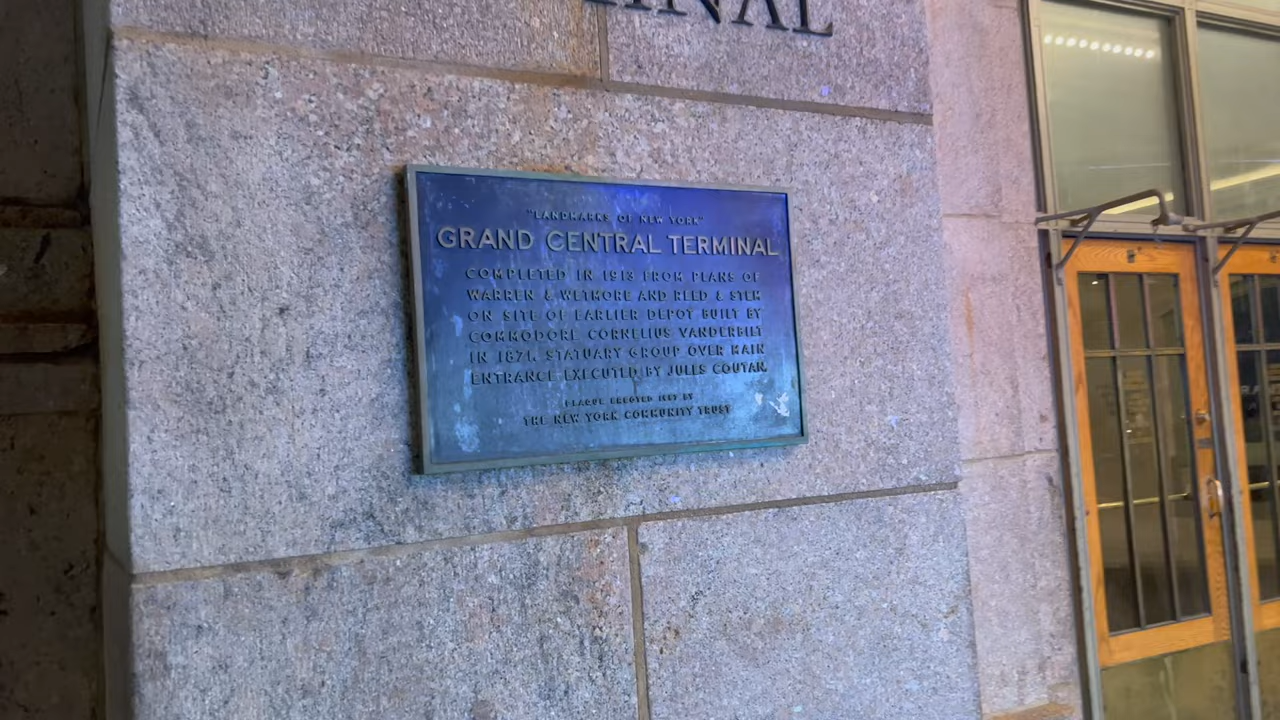 MINAL
"LANDMARKS OF NEW YORK"
GRAND CENTRAL TERMINAL
COMPLETED IN 1913 FROM PLANS OF
WARREN & WETMORE AND REED & STEM
ON SITE OF EARLIER DEPOT BUILT BY
COMMODORE CORNELIUS VANDERBILT
IN 1871. STATUARY GROUP OVER MAIN
ENTRANCE EXECUTED BY JULES COUTAN.
PLAQUE ERECTED BY
THE NEW YORK COMMUNITY TRUST